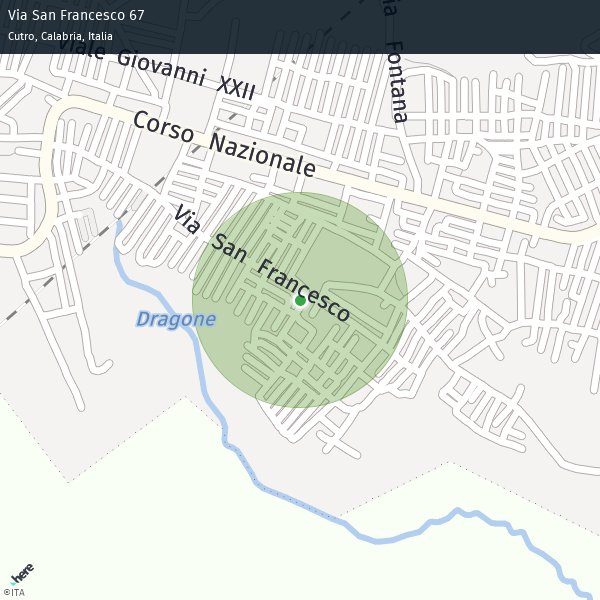 Via San Francesco 67
Cutro, Calabria, Italia
Viale Giovanni XXII
Via Fontana
Corso Nazionale
Via San Francesco
Dragone
here
©ITA